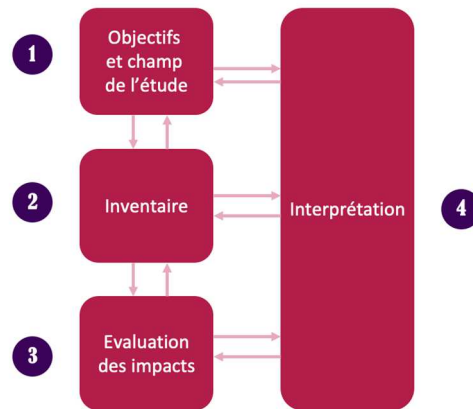 1
Objectifs
et champ
de l’étude
2
Inventaire
Interprétation
4
3
Evaluation
des impacts